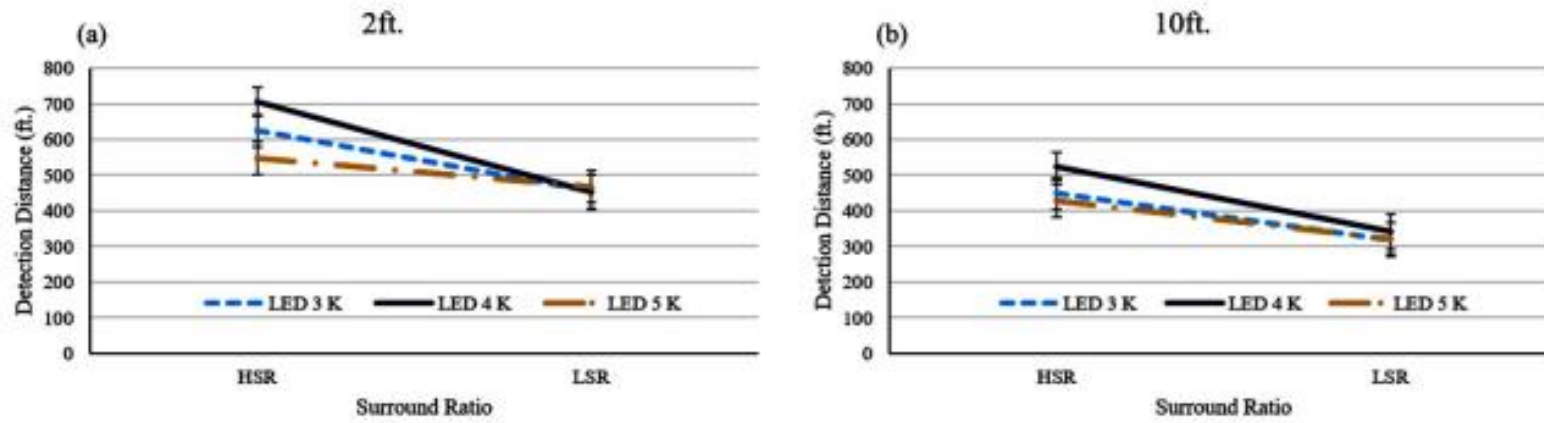 (a) 2ft.
Detection Distance (ft.)
800
700
600
500
400
300
200
100
0
LED 3 K LED 4 K LED 5 K
HSR LSR
Surround Ratio
(b) 10ft.
Detction Distance (ft.)
800
700
600
500
400
300
200
100
0
LED 3 K LED 4 K LED 5 K
HSR LSR
Surround Ratio